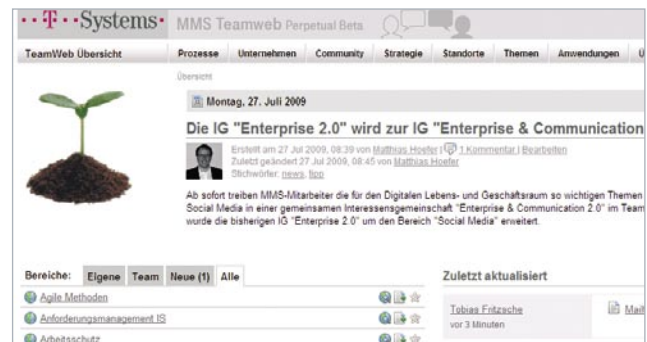 ··T··Systems·
MMS Teamweb Perpetual Beta
TeamWeb Übersicht
Prozesse Unternehmen Community Strategie Standorte Themen Anwendungen Ü
Übersicht
Montag, 27. Juli 2009
Die IG "Enterprise 2.0" wird zur IG "Enterprise & Communication
Erstellt am 27 Jul 2009, 08:39 von Matthias Hoefer | 1 Kommentar | Bearbeiten
Zuletzt geändert 27 Jul 2009, 08:45 von Matthias Hoefer
Stichwörter: news, tipp
Ab sofort treiben MMS-Mitarbeiter die für den Digitalen Lebens- und Geschäftsraum so wichtigen Themen
Social Media in einer gemeinsamen Interessensgemeinschaft "Enterprise & Communication 2.0" im Team
wurde die bisherigen IG "Enterprise 2.0" um den Bereich "Social Media" erweitert.
Bereiche: Eigene Team Neue (1) Alle
Agile Methoden
Anforderungsmanagement IS
Arbeitsschutz
Zuletzt aktualisiert
Tobias Fritzsche
vor 3 Minuten
Mail